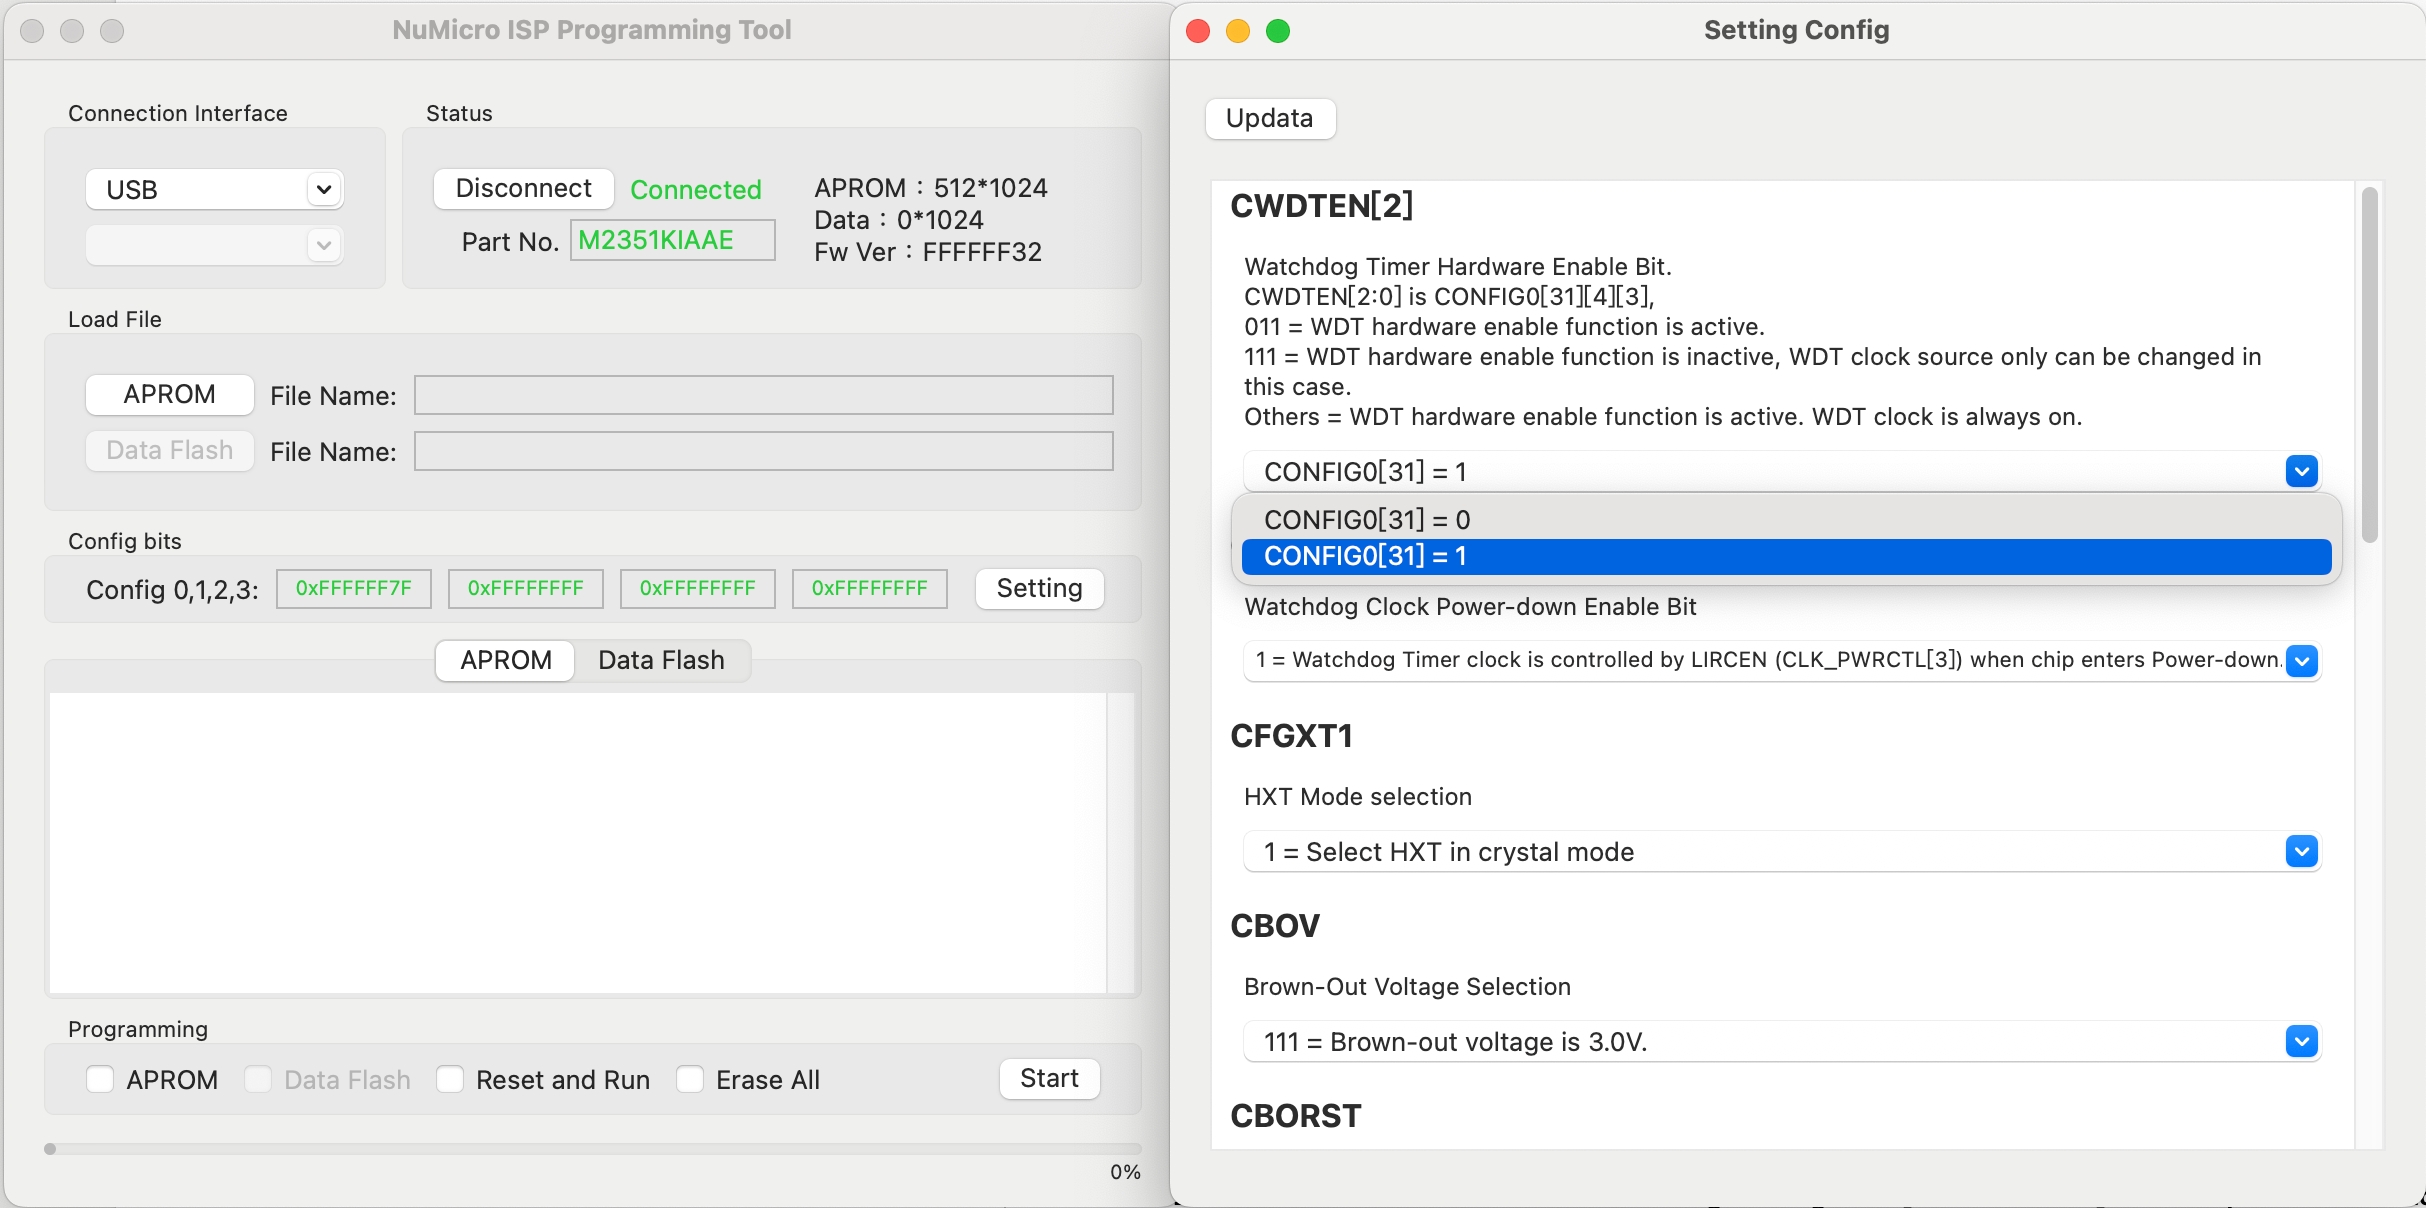 NuMicro ISP Programming Tool
Connection Interface
USB
Status
Disconnect Connected
Part No. M2351KIAAE
APROM : 512*1024
Data : 0*1024
Fw Ver : FFFFFF32
Load File
APROM File Name:
Data Flash File Name:
Config bits
Config 0,1,2,3: 0xFFFFFF7F 0xFFFFFFFF 0xFFFFFFFF 0xFFFFFFFF Setting
APROM Data Flash
Programming
APROM Data Flash Reset and Run Erase All Start
0%
Setting Config
Updata
CWDTEN[2]
Watchdog Timer Hardware Enable Bit.
CWDTEN[2:0] is CONFIG0[31][4][3],
011 = WDT hardware enable function is active.
111 = WDT hardware enable function is inactive, WDT clock source only can be changed in
this case.
Others = WDT hardware enable function is active. WDT clock is always on.
CONFIG0[31] = 1
CONFIG0[31] = 0
CONFIG0[31] = 1
Watchdog Clock Power-down Enable Bit
1 = Watchdog Timer clock is controlled by LIRCEN (CLK_PWRCTL[3]) when chip enters Power-down.
CFGXT1
HXT Mode selection
1 = Select HXT in crystal mode
CBOV
Brown-Out Voltage Selection
111 = Brown-out voltage is 3.0V.
CBORST